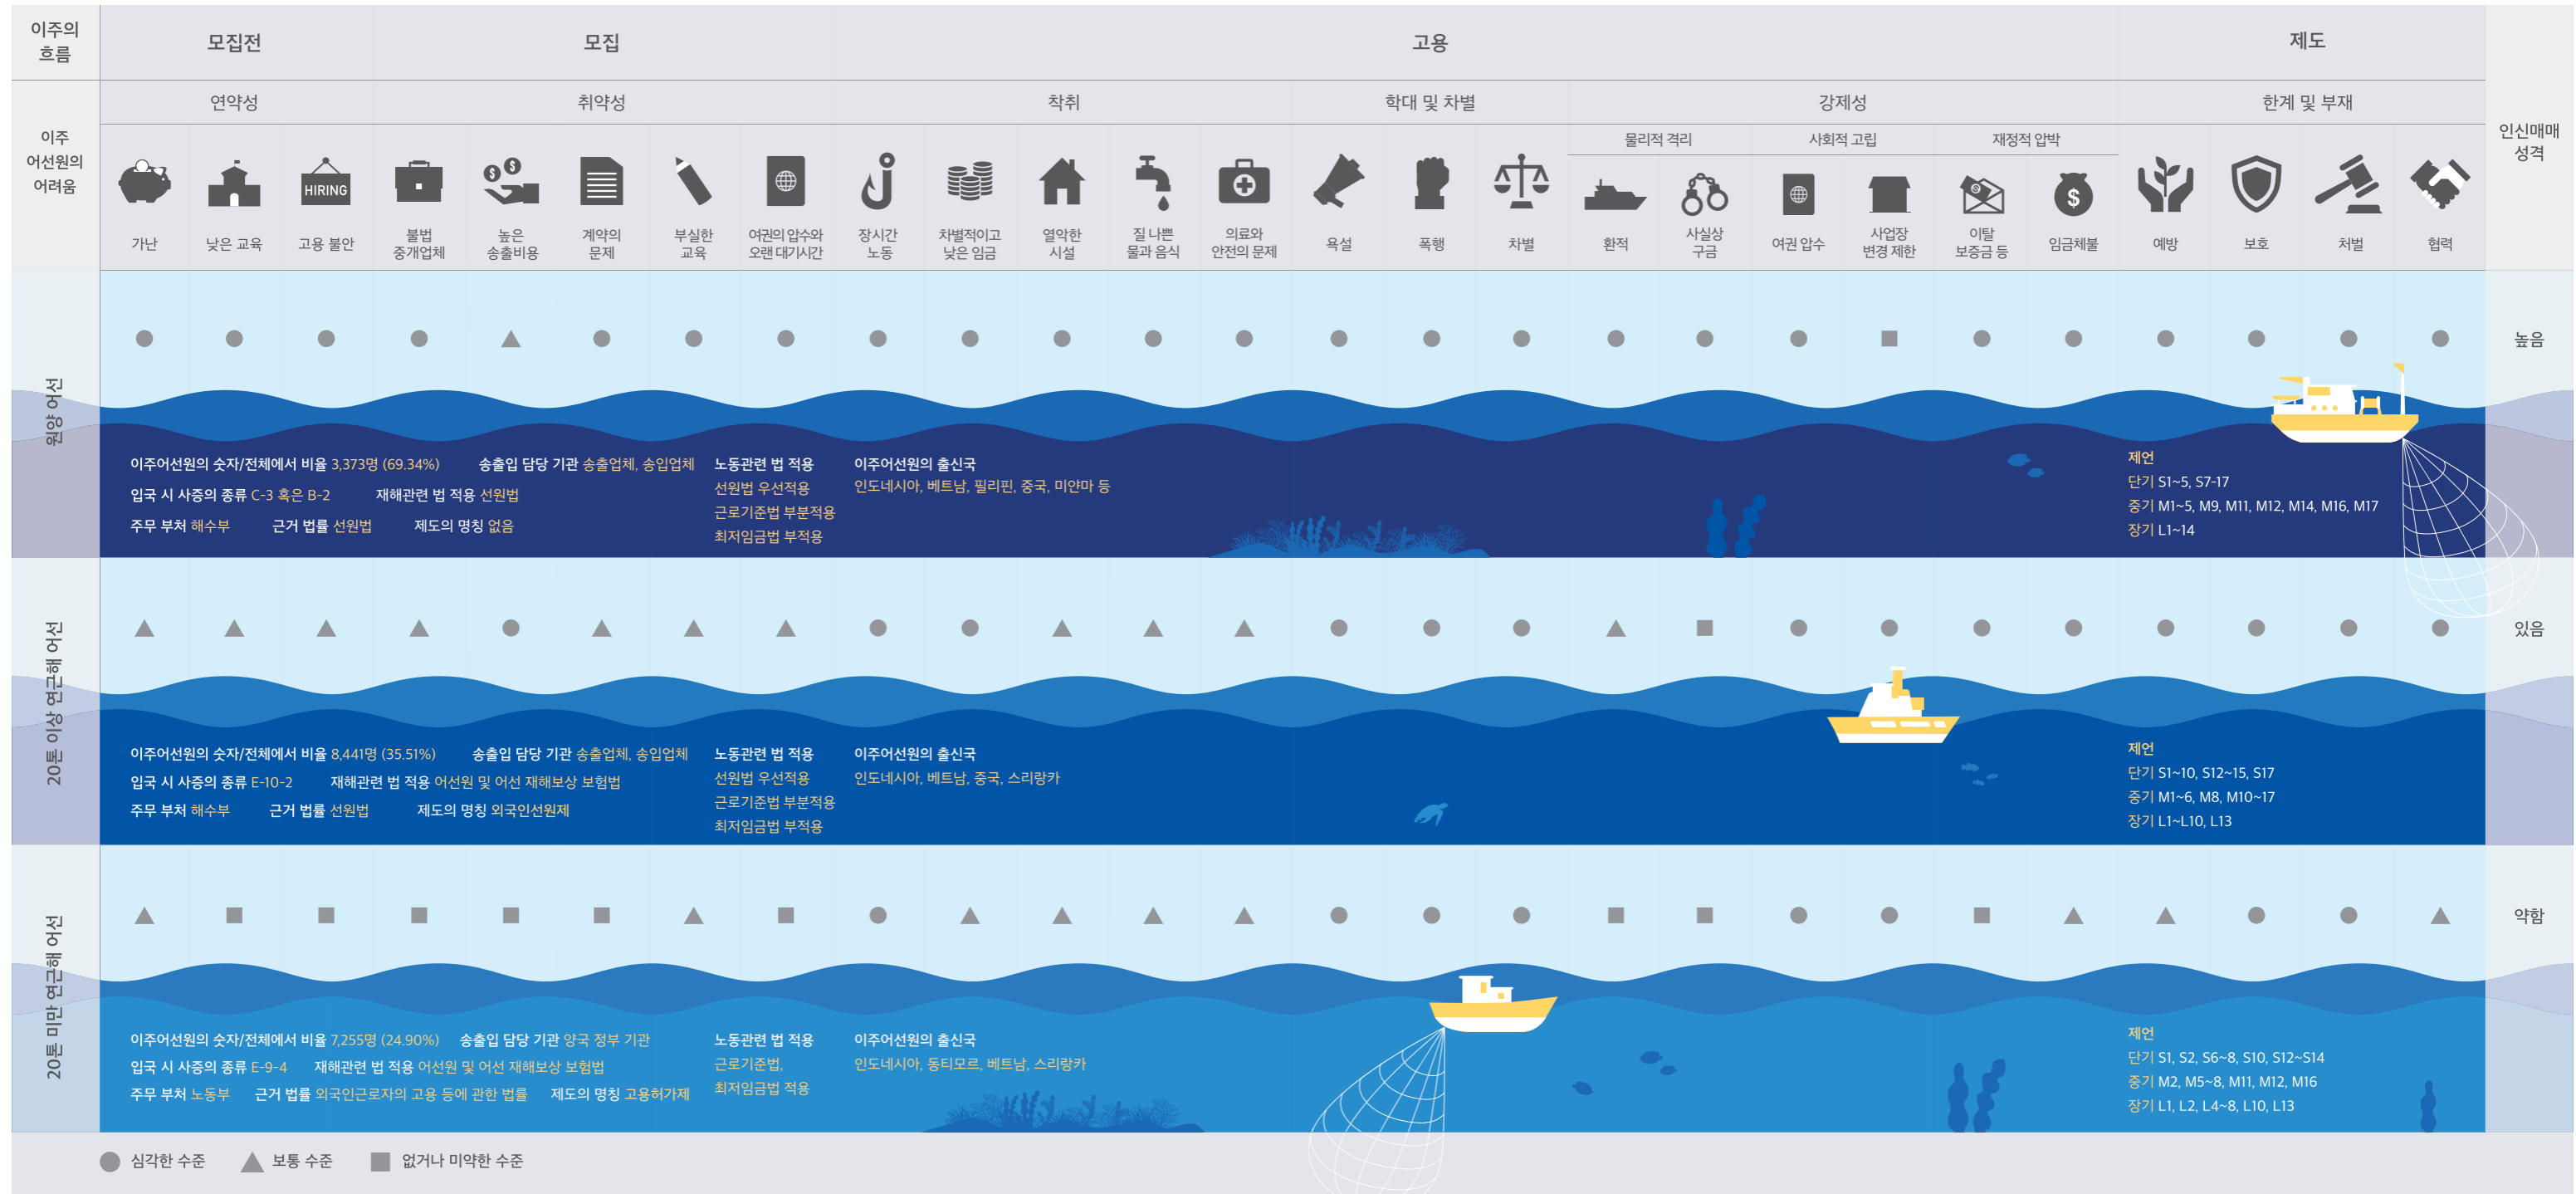 이주의
흐름
모집전
모집
고용
제도
이주
어선원의
어려움
연약성
취약성
착취
학대 및 차별
강제성
한계 및 부재
인신매매
성격
물리적 격리
사회적 고립
재정적 압박
HIRING
가난
낮은 교육
고용 불안
불법
중개업체
높은
송출비용
계약의
문제
부실한
교육
여권의 압수와
오랜 대기시간
장시간
노동
차별적이고
낮은 임금
열악한
시설
질 나쁜
물과 음식
의료와
안전의 문제
욕설
폭행
차별
환적
사실상
구금
여권 압수
사업장
변경 제한
이탈
보증금 등
임금체불
예방
보호
처벌
협력
원양 어선
높음
이주어선원의 숫자/전체에서 비율 3,373명 (69.34%) 송출입 담당 기관 송출업체, 송입업체
입국 시 사증의 종류 C-3 혹은 B-2 재해관련 법 적용 선원법
주무 부처 해수부 근거 법률 선원법 제도의 명칭 없음
노동관련 법 적용
선원법 우선적용
근로기준법 부분적용
최저임금법 부적용
이주어선원의 출신국
인도네시아, 베트남, 필리핀, 중국, 미얀마 등
제언
단기 S1~5, S7-17
중기 M1~5, M9, M11, M12, M14, M16, M17
장기 L1~14
20톤 이상 연근해 어선
있음
이주어선원의 숫자/전체에서 비율 8,441명 (35.51%) 송출입 담당 기관 송출업체, 송입업체
입국 시 사증의 종류 E-10-2 재해관련 법 적용 어선원 및 어선 재해보상 보험법
주무 부처 해수부 근거 법률 선원법 제도의 명칭 외국인선원제
노동관련 법 적용
선원법 우선적용
근로기준법 부분적용
최저임금법 부적용
이주어선원의 출신국
인도네시아, 베트남, 중국, 스리랑카
제언
단기 S1~10, S12~15, S17
중기 M1~6, M8, M10~17
장기 L1~L10, L13
20톤 미만 연근해 어선
약함
이주어선원의 숫자/전체에서 비율 7,255명 (24.90%) 송출입 담당 기관 양국 정부 기관
입국 시 사증의 종류 E-9-4 재해관련 법 적용 어선원 및 어선 재해보상 보험법
주무 부처 노동부 근거 법률 외국인근로자의 고용 등에 관한 법률 제도의 명칭 고용허가제
노동관련 법 적용
근로기준법,
최저임금법 적용
이주어선원의 출신국
인도네시아, 동티모르, 베트남, 스리랑카
제언
단기 S1, S2, S6~8, S10, S12~S14
중기 M2, M5~8, M11, M12, M16
장기 L1, L2, L4~8, L10, L13
심각한 수준
보통 수준
없거나 미약한 수준